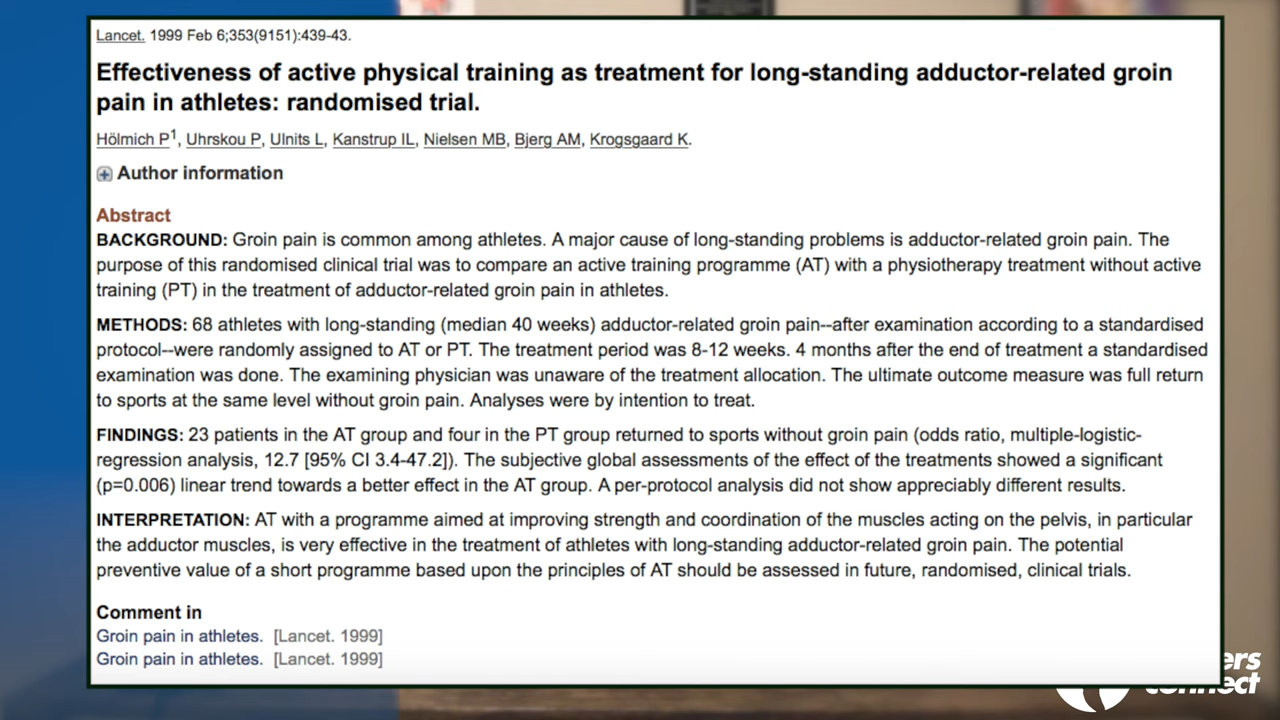 Lancet. 1999 Feb 6;353(9151):439-43.
Effectiveness of active physical training as treatment for long-standing adductor-related groin
pain in athletes: randomised trial.
Hölmich P1, Uhrskou P, Ulnits L, Kanstrup IL, Nielsen MB, Bjerg AM, Krogsgaard K.
Author information
Abstract
BACKGROUND: Groin pain is common among athletes. A major cause of long-standing problems is adductor-related groin pain. The
purpose of this randomised clinical trial was to compare an active training programme (AT) with a physiotherapy treatment without active
training (PT) in the treatment of adductor-related groin pain in athletes.
METHODS: 68 athletes with long-standing (median 40 weeks) adductor-related groin pain--after examination according to a standardised
protocol--were randomly assigned to AT or PT. The treatment period was 8-12 weeks. 4 months after the end of treatment a standardised
examination was done. The examining physician was unaware of the treatment allocation. The ultimate outcome measure was full return
to sports at the same level without groin pain. Analyses were by intention to treat.
FINDINGS: 23 patients in the AT group and four in the PT group returned to sports without groin pain (odds ratio, multiple-logistic-
regression analysis, 12.7 [95% CI 3.4-47.2]). The subjective global assessments of the effect of the treatments showed a significant
(p=0.006) linear trend towards a better effect in the AT group. A per-protocol analysis did not show appreciably different results.
INTERPRETATION: AT with a programme aimed at improving strength and coordination of the muscles acting on the pelvis, in particular
the adductor muscles, is very effective in the treatment of athletes with long-standing adductor-related groin pain. The potential
preventive value of a short programme based upon the principles of AT should be assessed in future, randomised, clinical trials.
Comment in
Groin pain in athletes. [Lancet. 1999]
Groin pain in athletes. [Lancet. 1999]